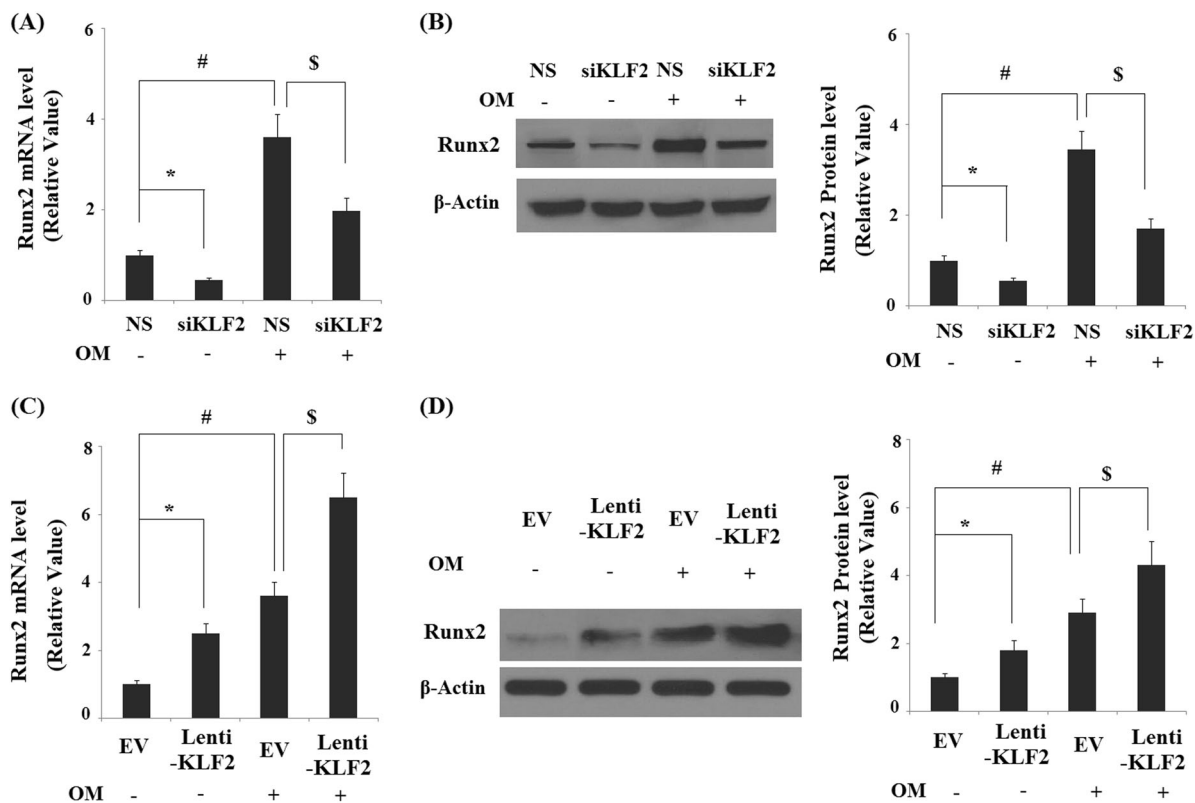 (A)
Runx2 mRNA level
(Relative Value)
6
4
2
0
#
$
*
NS siKLF2 NS siKLF2
OM - - + +
(B)
NS siKLF2 NS siKLF2
OM - - + +
Runx2
β-Actin
Runx2 Protein level
(Relative Value)
6
4
2
0
#
$
*
NS siKLF2 NS siKLF2
OM - - + +
(C)
Runx2 mRNA level
(Relative Value)
8
6
4
2
0
#
$
*
EV Lenti EV Lenti
-KLF2 -KLF2
OM - - + +
(D)
EV Lenti EV Lenti
-KLF2 -KLF2
OM - - + +
Runx2
β-Actin
Runx2 Protein level
(Relative Value)
8
6
4
2
0
#
$
*
EV Lenti EV Lenti
-KLF2 -KLF2
OM - - + +